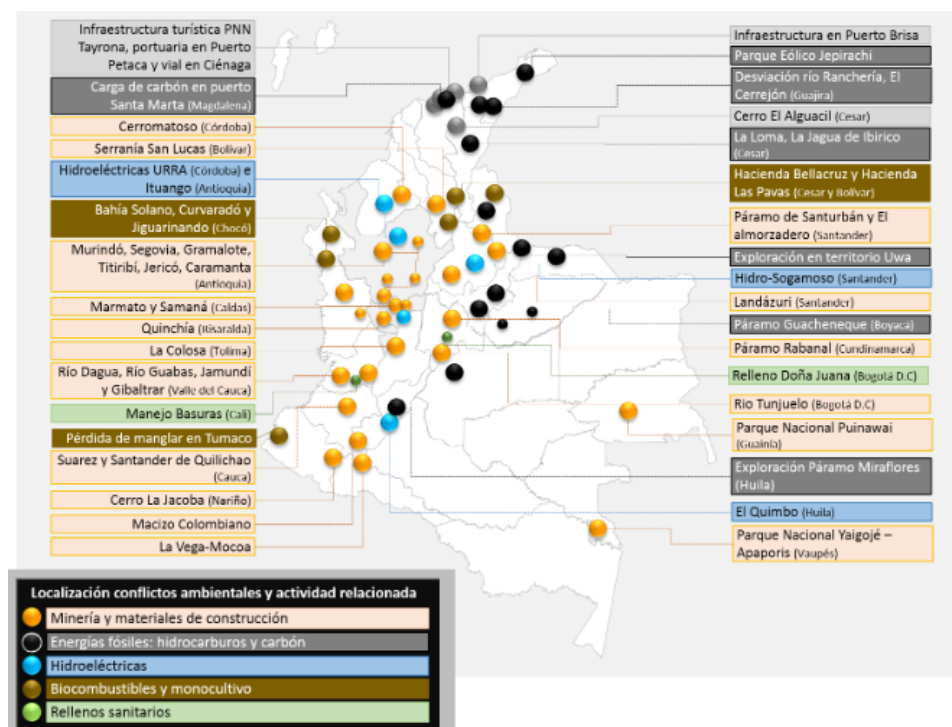 Infraestructura turística PNN
Tayrona, portuaria en Puerto
Petaca y vial en Ciénaga
Carga de carbón en puerto
Santa Marta (Magdalena)
Cerromatoso (Córdoba)
Serranía San Lucas (Bolívar)
Hidroeléctricas URRA (Córdoba) e
Ituango (Antioquia)
Bahía Solano, Curvaradó y
Jiguarinando (Chocó)
Murindó, Segovia, Gramalote,
Titiribí, Jericó, Caramanta
(Antioquia)
Marmato y Samaná (Caldas)
Quinchía (Risaralda)
La Colosa (Tolima)
Río Dagua, Río Guabas, Jamundí
y Gibaltrar (Valle del Cauca)
Manejo Basuras (Cali)
Pérdida de manglar en Tumaco
Suarez y Santander de Quilichao
(Cauca)
Cerro La Jacoba (Nariño)
Macizo Colombiano
La Vega-Mocoa
Infraestructura en Puerto Brisa
Parque Eólico Jepirachi
Desviación río Ranchería, El
Cerrejón (Guajira)
Cerro El Alguacil (Cesar)
La Loma, La Jagua de Ibirico
(Cesar)
Hacienda Bellacruz y Hacienda
Las Pavas (Cesar y Bolívar)
Páramo de Santurbán y El
almorzadero (Santander)
Exploración en territorio Uwa
Hidro-Sogamoso (Santander)
Landázuri (Santander)
Páramo Guacheneque (Boyacá)
Páramo Rabanal (Cundinamarca)
Relleno Doña Juana (Bogotá D.C)
Rio Tunjuelo (Bogotá D.C)
Parque Nacional Puinawai
(Guainía)
Exploración Páramo Miraflores
(Huila)
El Quimbo (Huila)
Parque Nacional Yaigojé –
Apaporis (Vaupés)
Localización conflictos ambientales y actividad relacionada
Minería y materiales de construcción
Energías fósiles: hidrocarburos y carbón
Hidroeléctricas
Biocombustibles y monocultivo
Rellenos sanitarios